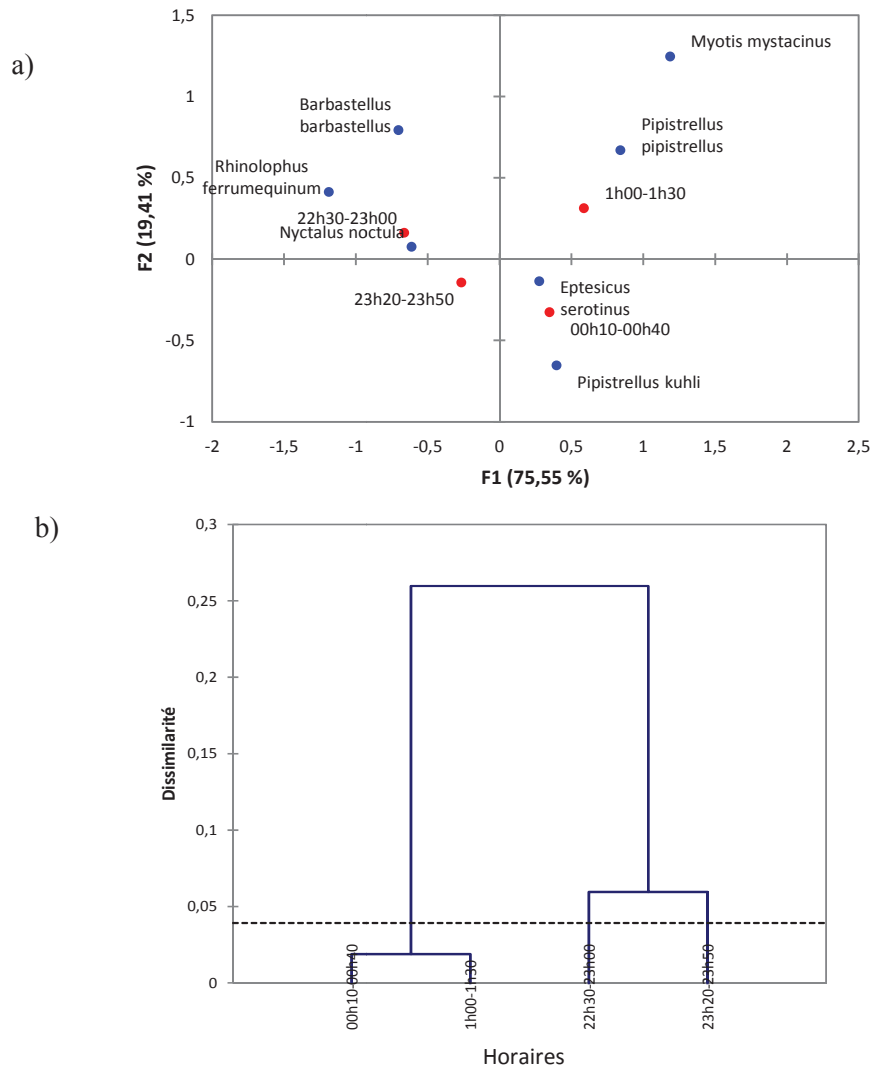 a)
1,5
Myotis mystacinus
1
Barbastellus
barbastellus
Pipistrellus
pipistrellus
Rhinolophus
ferrumequinum
0,5
1h00-1h30
22h30-23h00
Nyctalus noctula
0
23h20-23h50
Eptesicus
serotinus
00h10-00h40
-0,5
Pipistrellus kuhli
-1
F2 (19,41 %)
-2
-1,5
-1
-0,5
0
0,5
1
1,5
2
2,5
F1 (75,55 %)
b)
0,3
0,25
0,2
0,15
0,1
0,05
0
Dissimilarité
00h10-00h40
1h00-1h30
22h30-23h00
23h20-23h50
Horaires